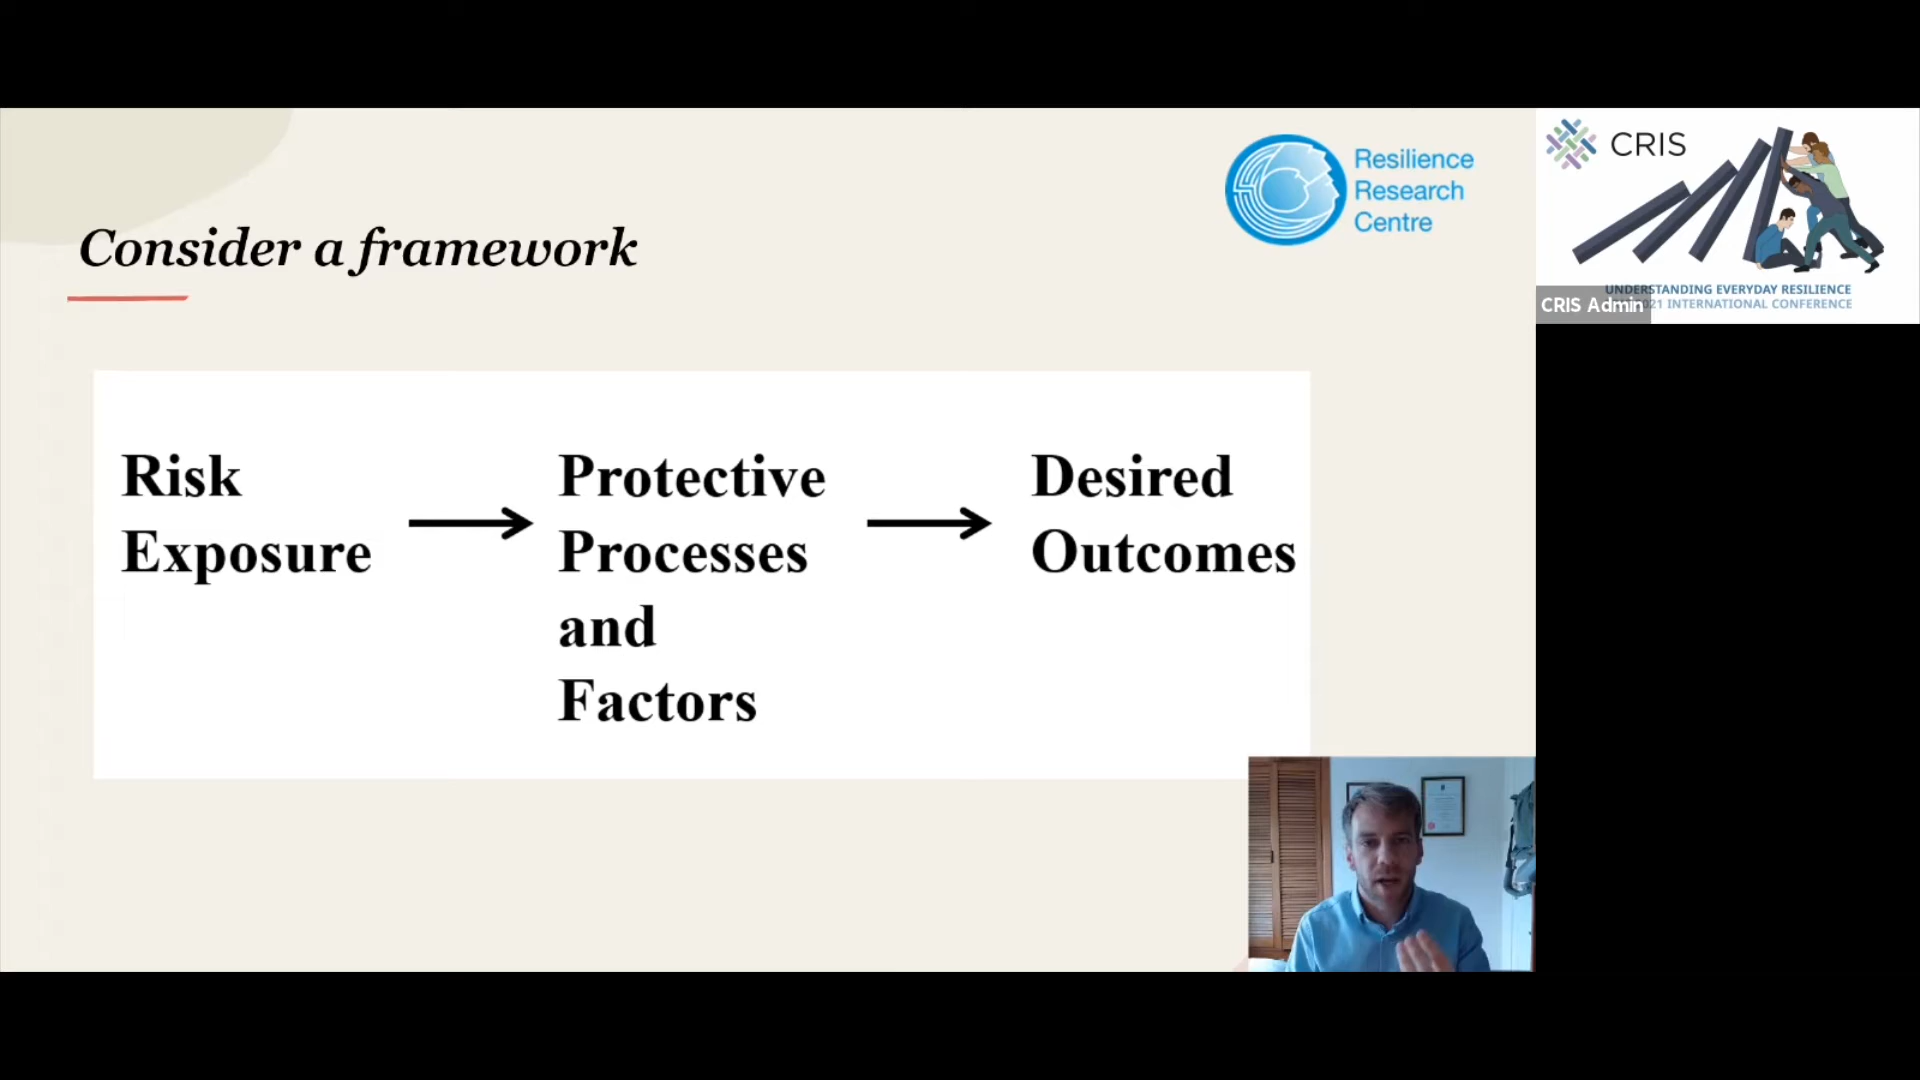 Consider a framework
Resilience
Research
Centre
Risk
Exposure
Protective
Processes
and
Factors
Desired
Outcomes
CRIS
UNDERSTANDING EVERYDAY RESILIENCE
21 INTERNATIONAL CONFERENCE
CRIS Admin